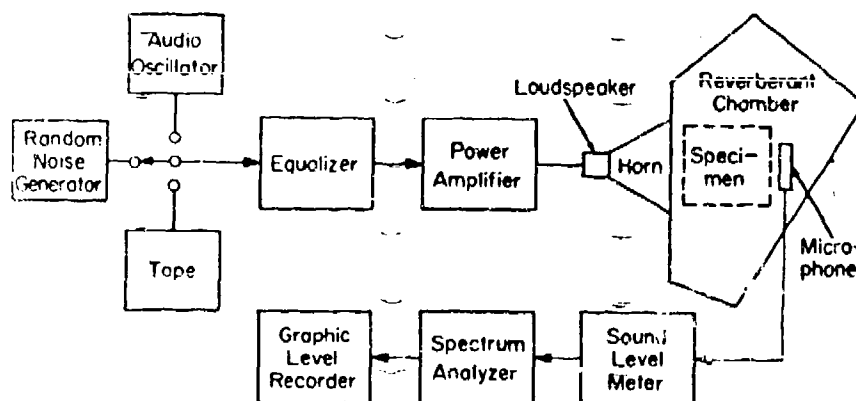 Audio
Oscillator
Random
Noise
Generator
Equalizer
Power
Amplifier
Loudspeaker
Horn
Reverberant
Chamber
Speci-
men
Micro-
phone
Tape
Graphic
Level
Recorder
Spectrum
Analyzer
Sound
Level
Meter